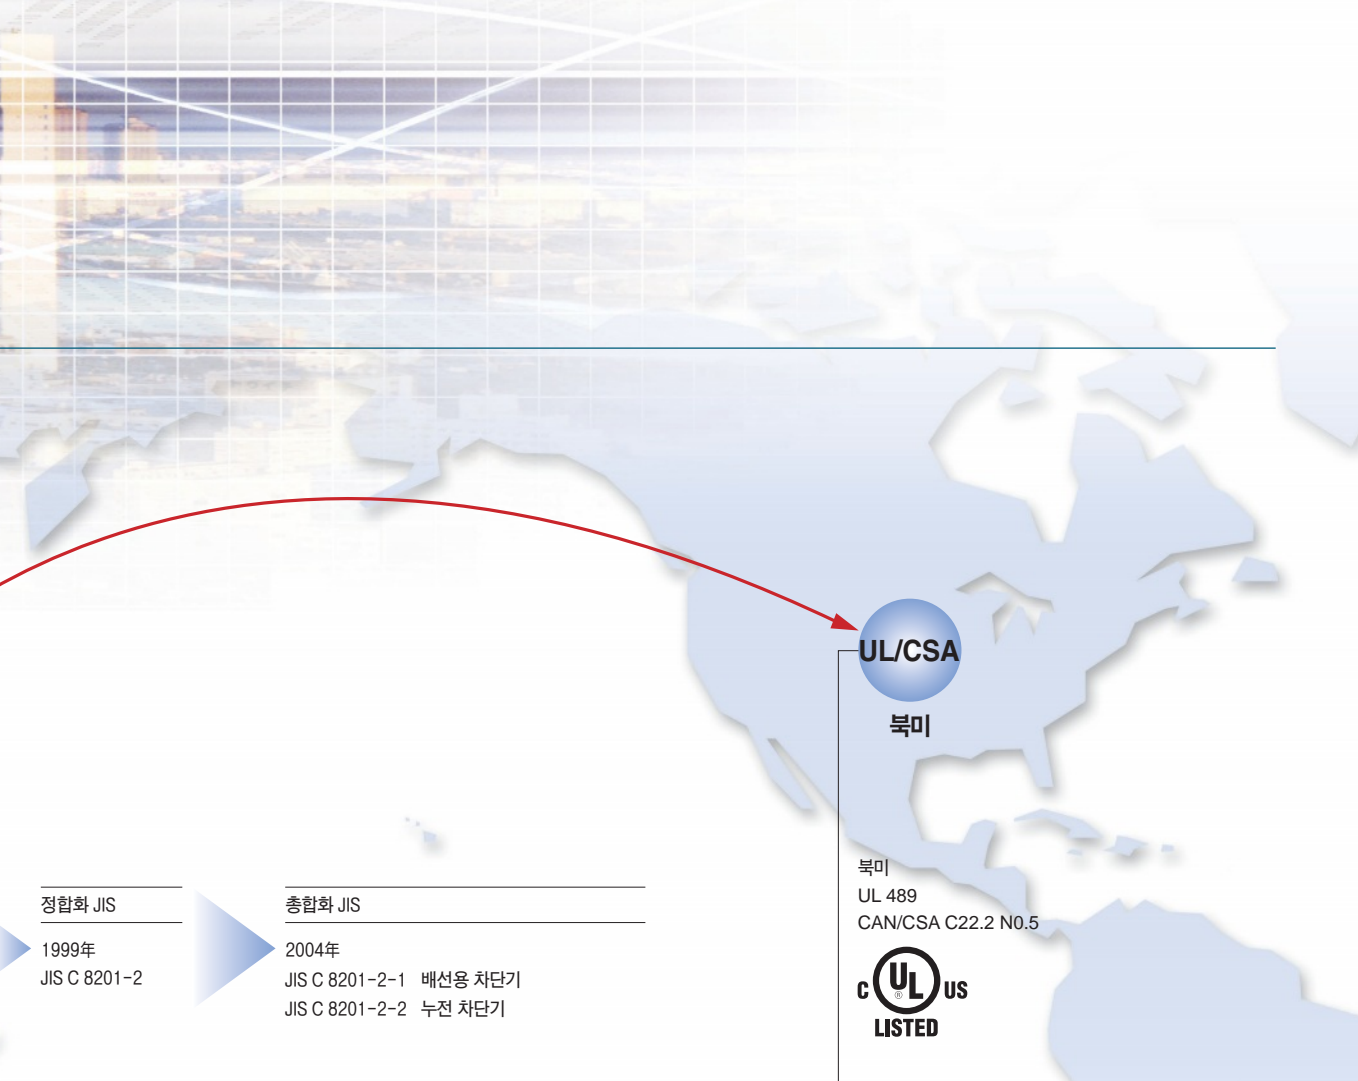 UL/CSA
북미
정합화 JIS
1999年
JIS C 8201-2
총합화 JIS
2004年
JIS C 8201-2-1 배선용 차단기
JIS C 8201-2-2 누전 차단기
북미
UL 489
CAN/CSA C22.2 N0.5
C UL ® US
LISTED